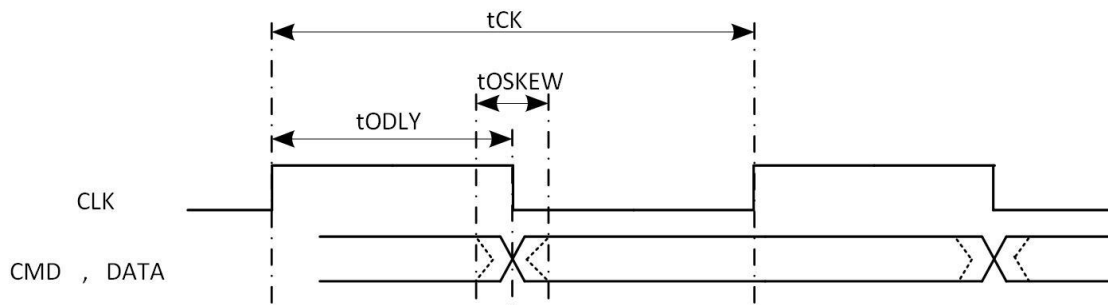 tCK
tOSKEW
tODLY
CLK
CMD , DATA